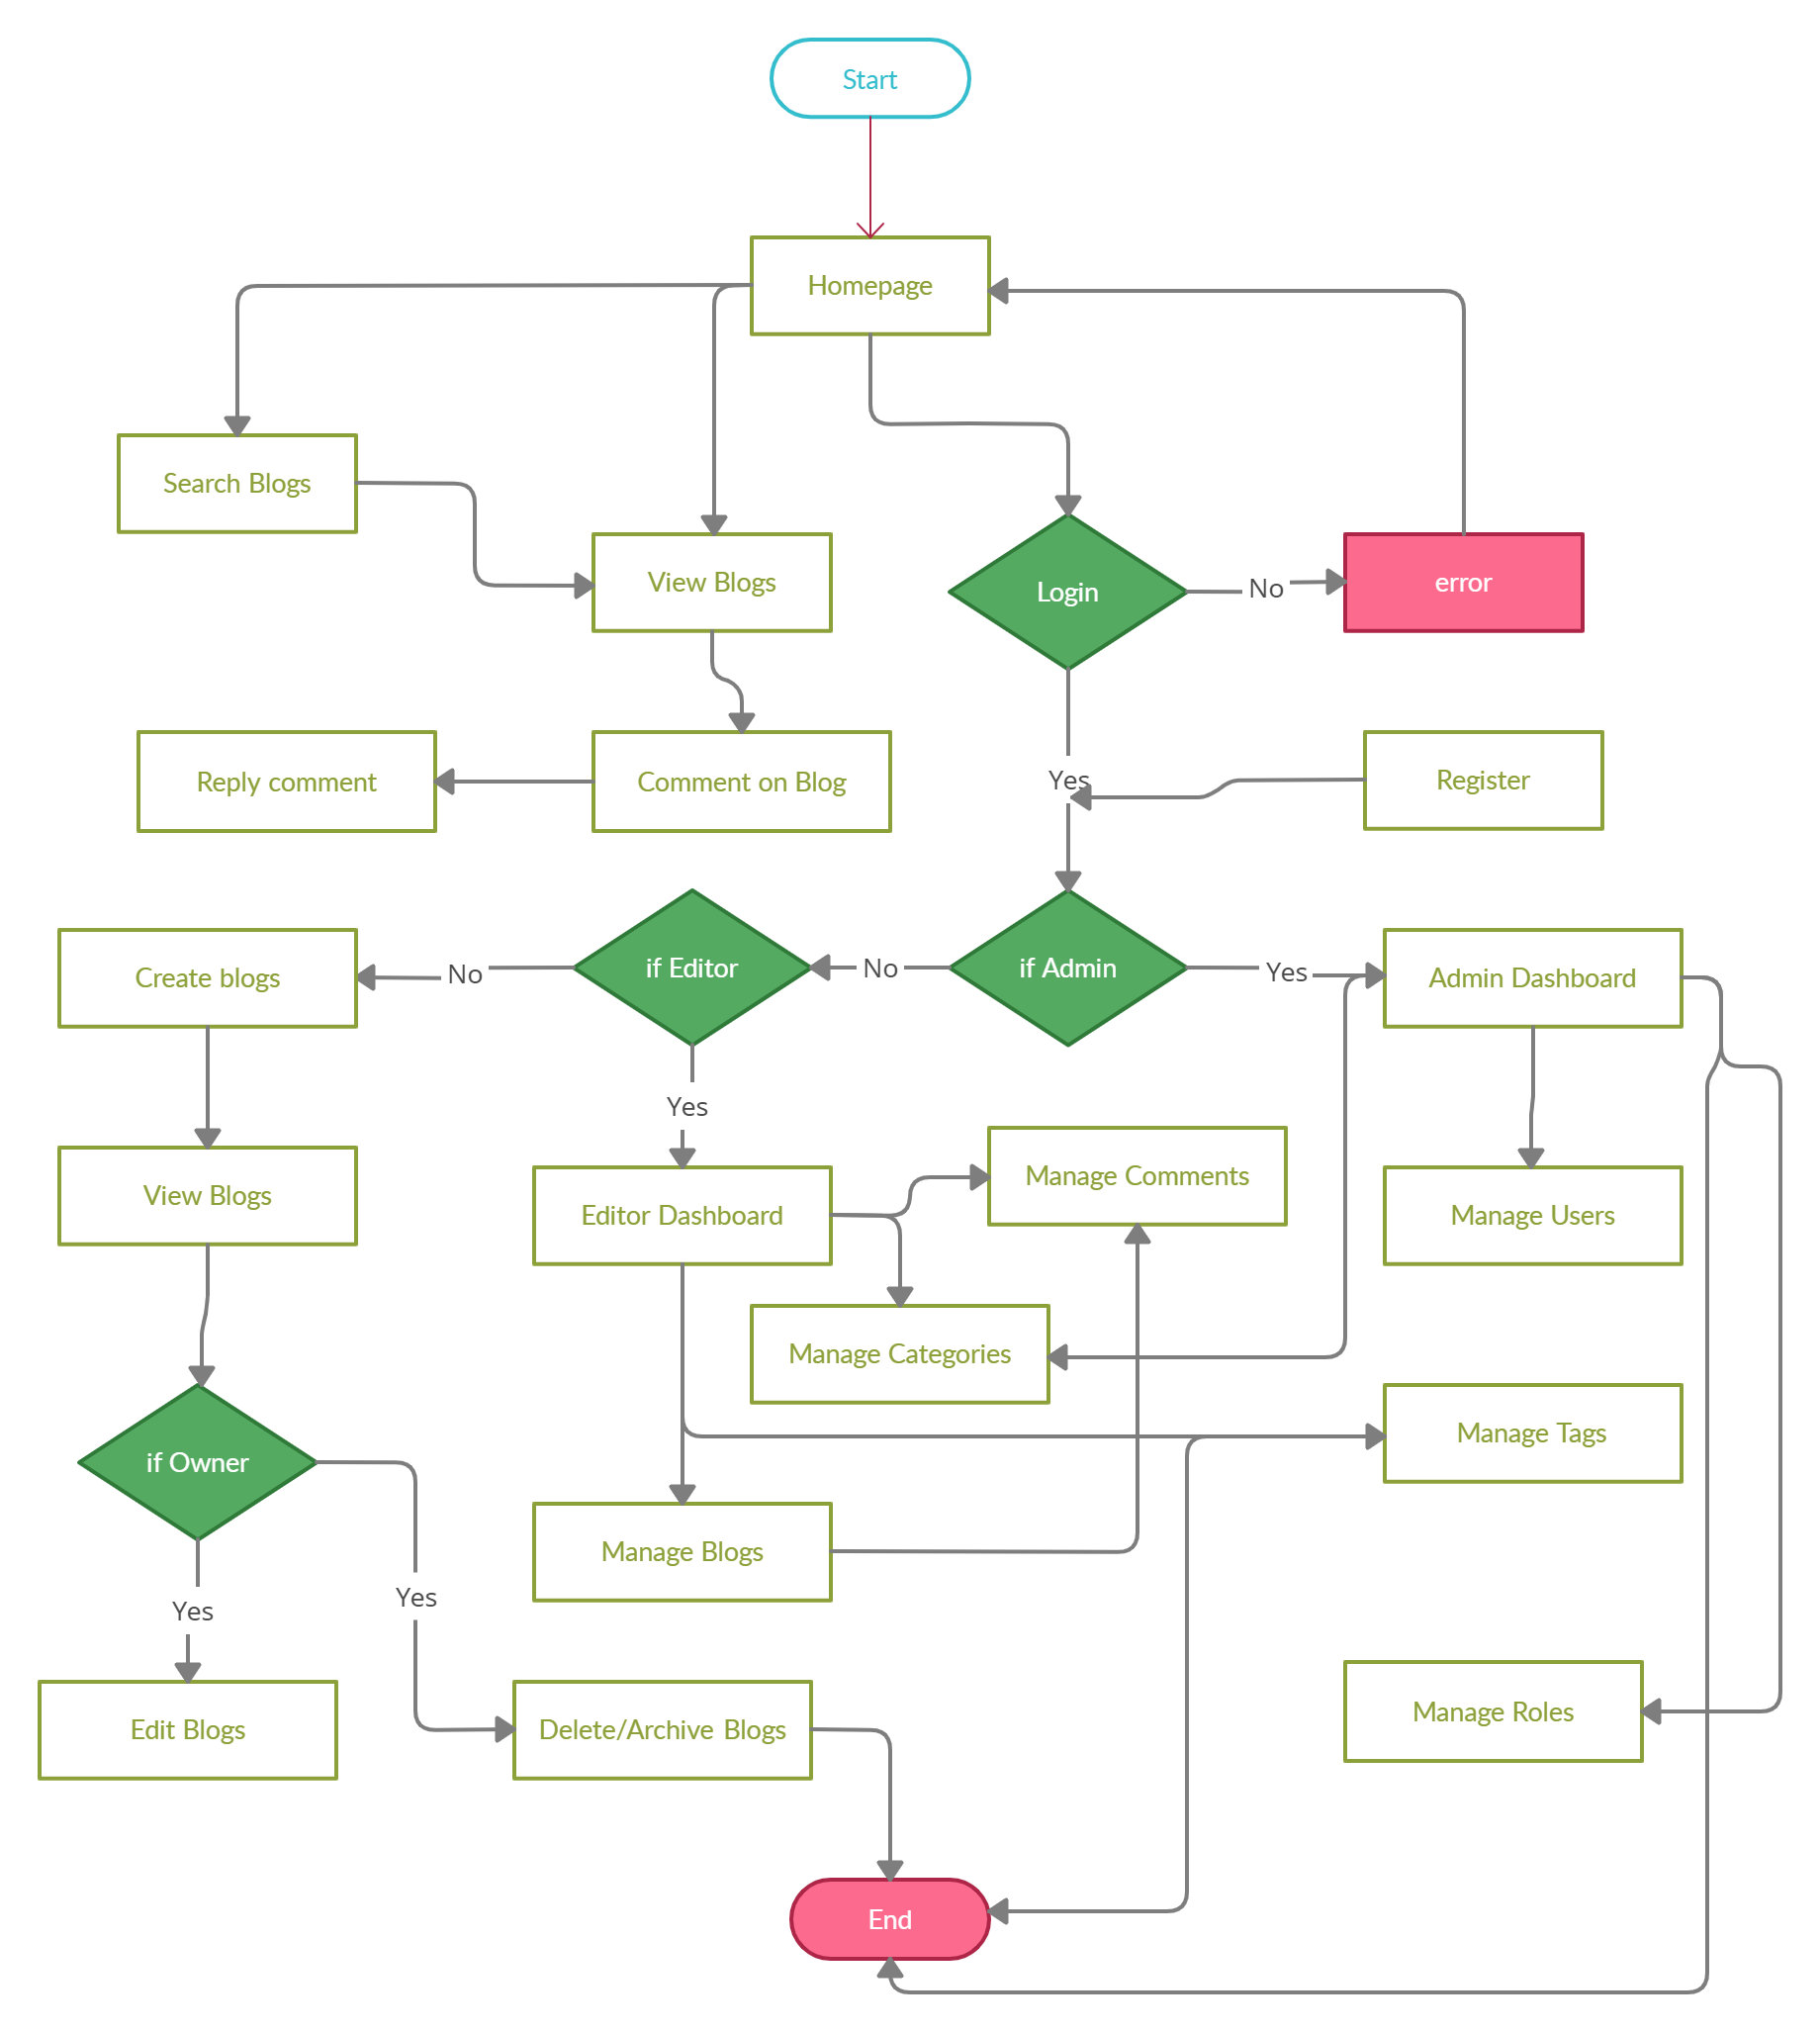 Start
Homepage
Search Blogs
View Blogs
Login
No
error
Reply comment
Comment on Blog
Yes
Register
Create blogs
No
if Editor
No
if Admin
Yes
Admin Dashboard
Yes
View Blogs
Editor Dashboard
Manage Comments
Manage Users
Manage Categories
if Owner
Manage Tags
Manage Blogs
Yes
Yes
Edit Blogs
Delete/Archive Blogs
Manage Roles
End